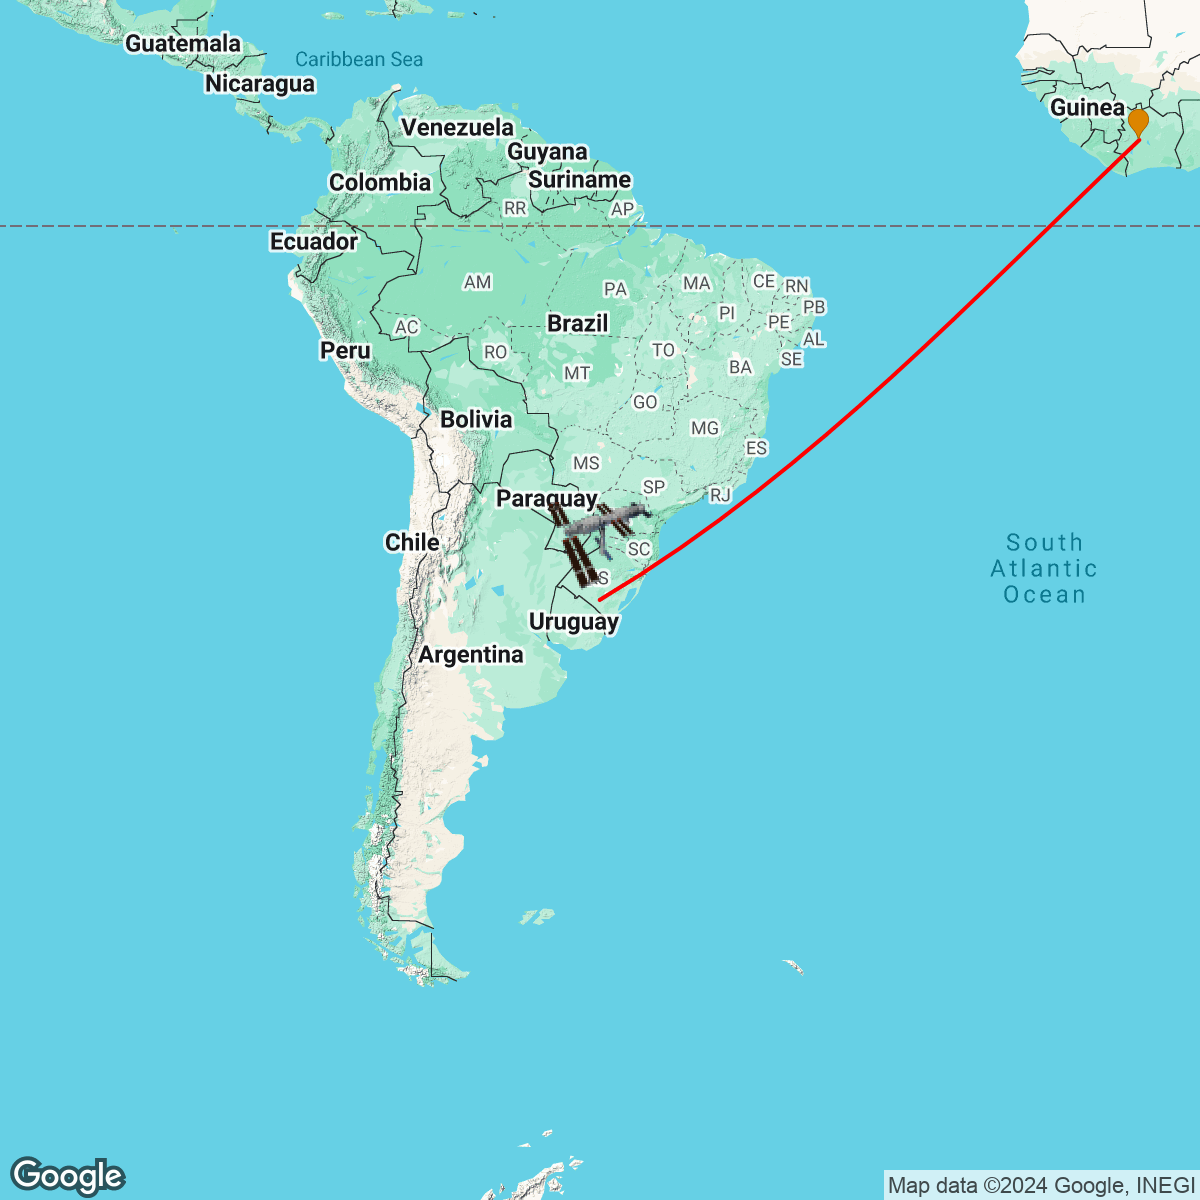 Guatemala
Caribbean Sea
Nicaragua
Guinea
Venezuela
Guyana
Suriname
Colombia
RR
AP
Ecuador
AM
PA
MA
CE
RN
PB
PI
PE
Brazil
AC
AL
Peru
RO
TO
SE
MT
BA
GO
Bolivia
MG
ES
MS
SP
RJ
Paraguay
Chile
SC
South
Atlantic
Ocean
Uruguay
Argentina
Google
Map data ©2024 Google, INEGI